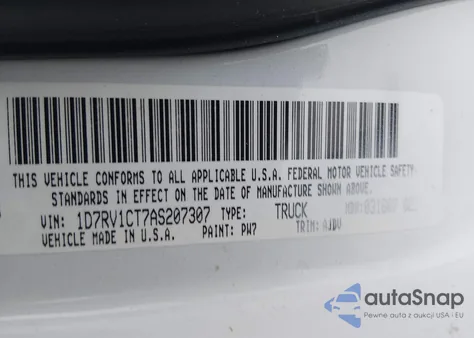 THIS VEHICLE CONFORMS TO ALL APPLICABLE U.S.A. FEDERAL MOTOR VEHICLE SAFETY
STANDARDS IN EFFECT ON THE DATE OF MANUFACTURE SHOWN ABOVE.
VIN: 1D7RV1CT7AS207307 TYPE: TRUCK
VEHICLE MADE IN U.S.A. PAINT: PW7 TRIM: AJDV
autoSnap
Pewne auta z aukcji USA i EU